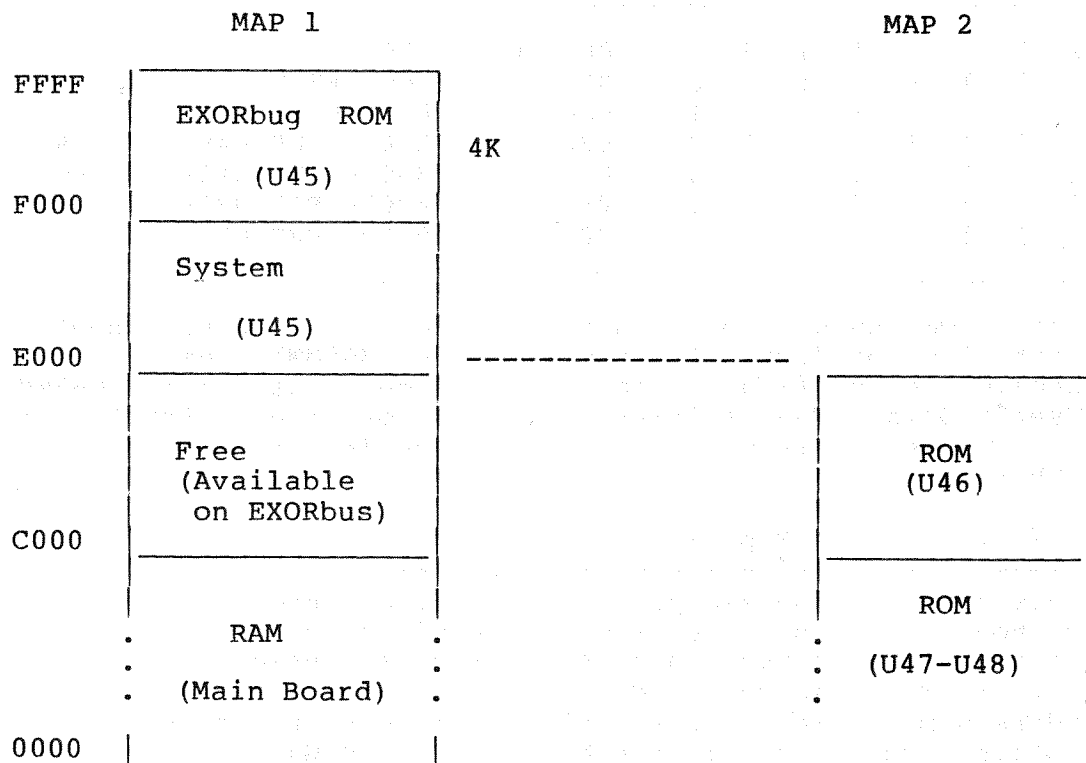 MAP 1 MAP 2
FFFF
EXORbug ROM
4K
(U45)
F000
System
(U45)
E000
Free ROM
(Available (U46)
on EXORbus)
C000
ROM
RAM
(U47-U48)
(Main Board)
0000